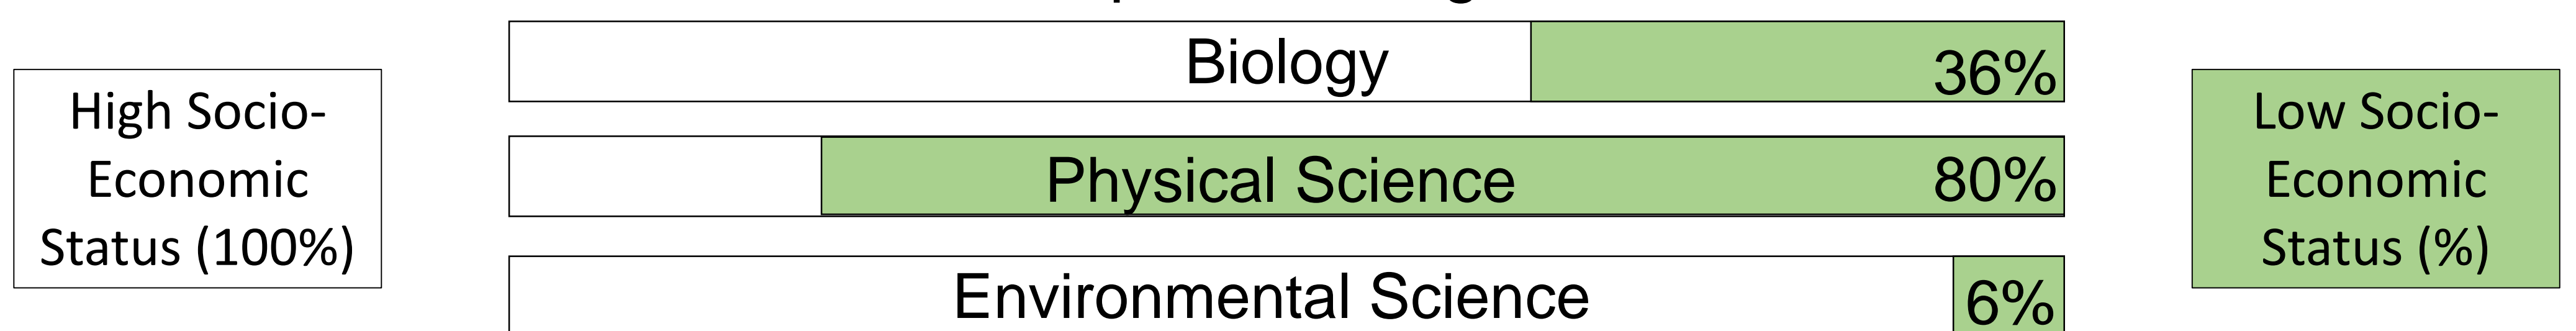 High Socio-
Economic
Status (100%)
Biology
36%
Physical Science
80%
Environmental Science
6%
Low Socio-
Economic
Status (%)